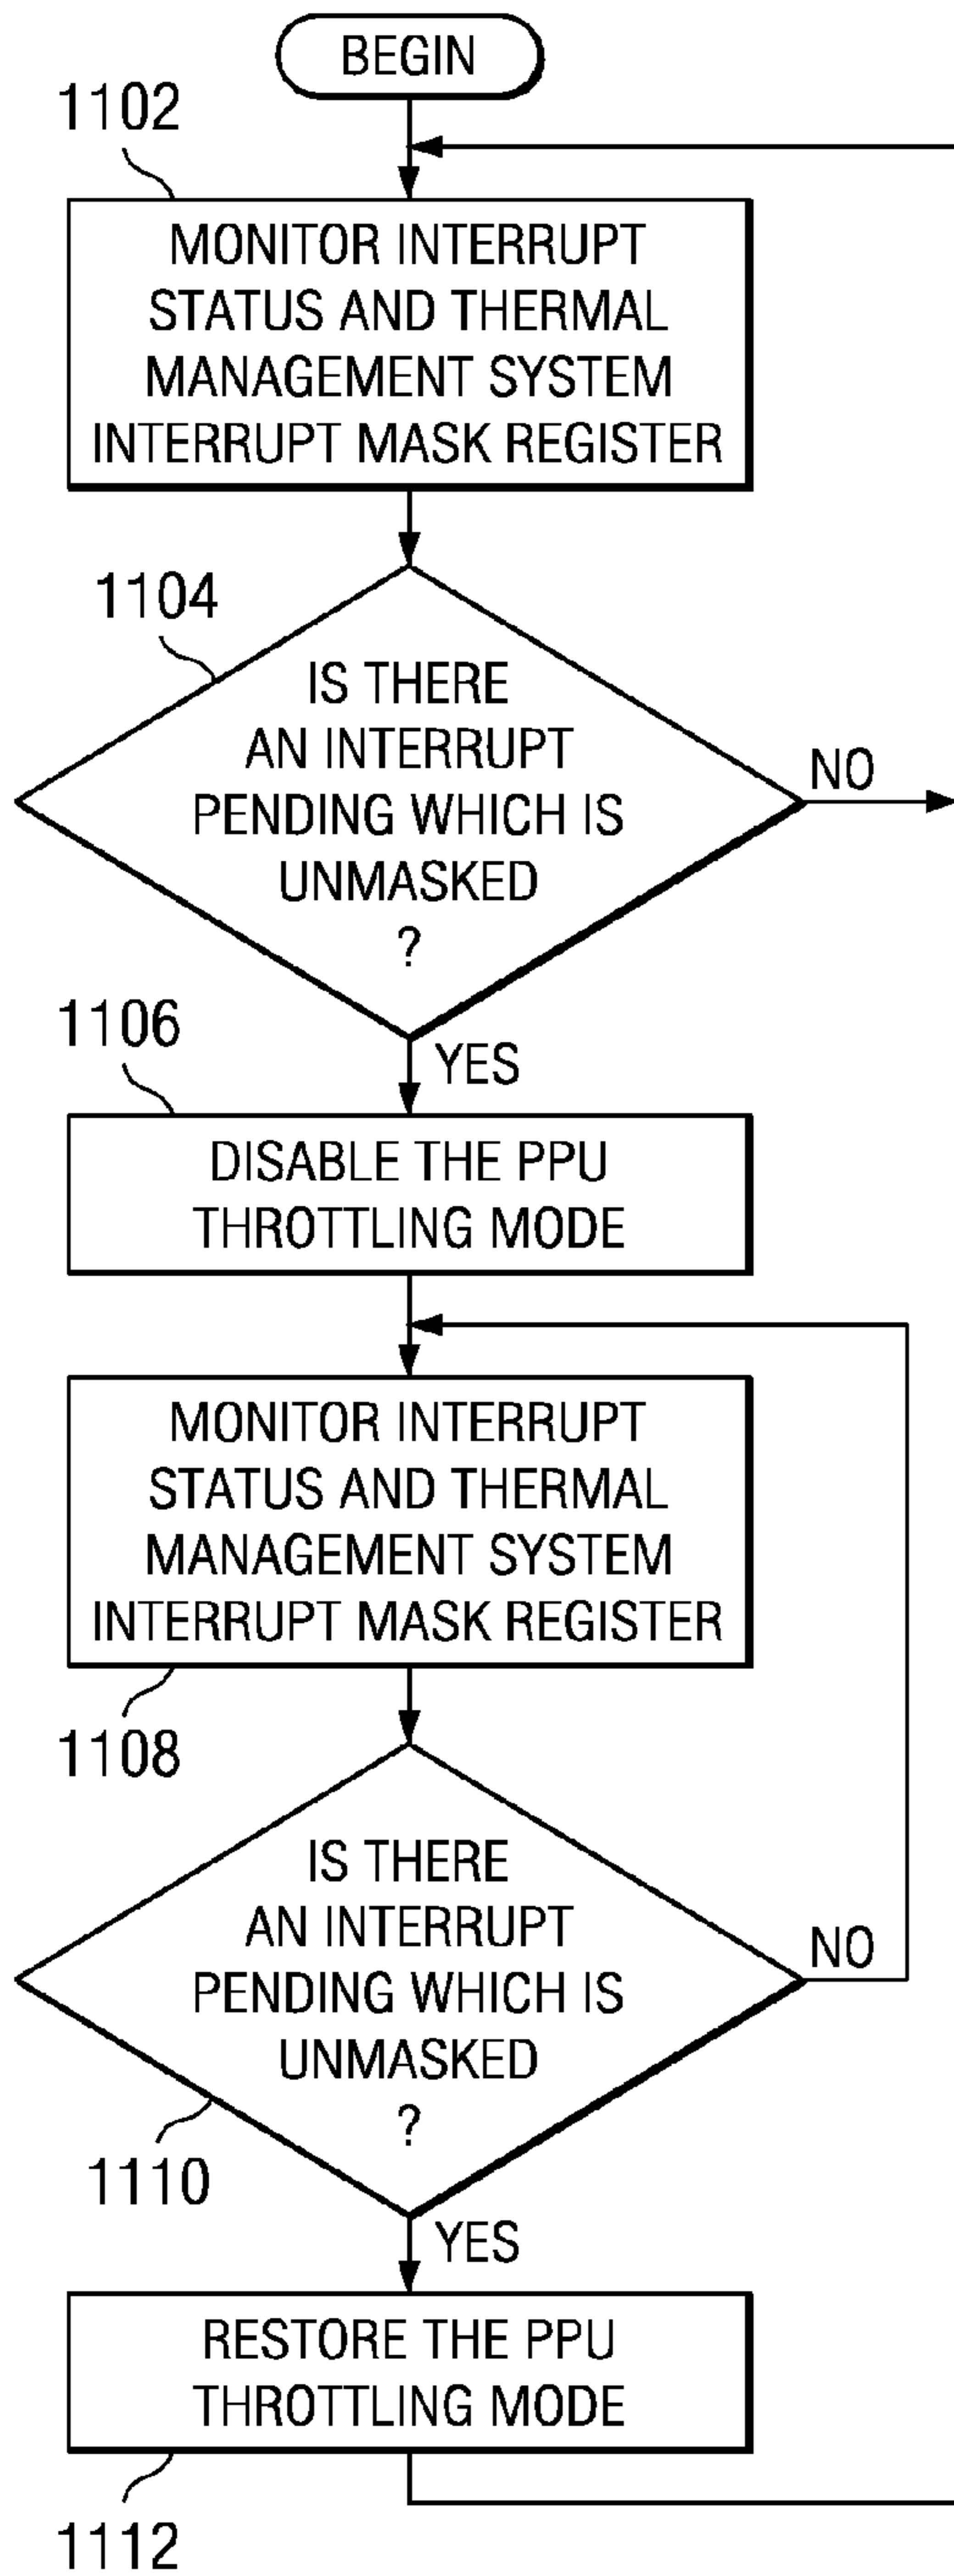 BEGIN
1102
MONITOR INTERRUPT
STATUS AND THERMAL
MANAGEMENT SYSTEM
INTERRUPT MASK REGISTER
1104
IS THERE
AN INTERRUPT
PENDING WHICH IS
UNMASKED
?
NO
YES
1106
DISABLE THE PPU
THROTTLING MODE
MONITOR INTERRUPT
STATUS AND THERMAL
MANAGEMENT SYSTEM
INTERRUPT MASK REGISTER
1108
IS THERE
AN INTERRUPT
PENDING WHICH IS
UNMASKED
?
NO
1110
YES
RESTORE THE PPU
THROTTLING MODE
1112